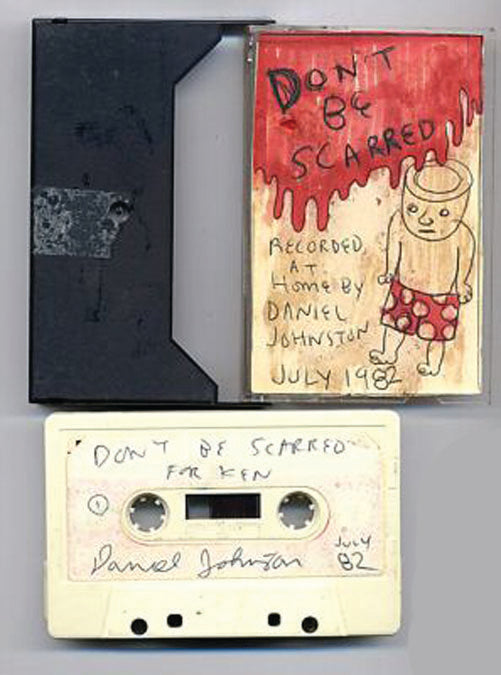 DON'T
BE
SCARRED
RECORDED
AT
HOME BY
DANIEL
JOHNSTON
JULY 1982
DON'T BE SCARRED
FOR KEN
1
Daniel Johnston
JULY
82